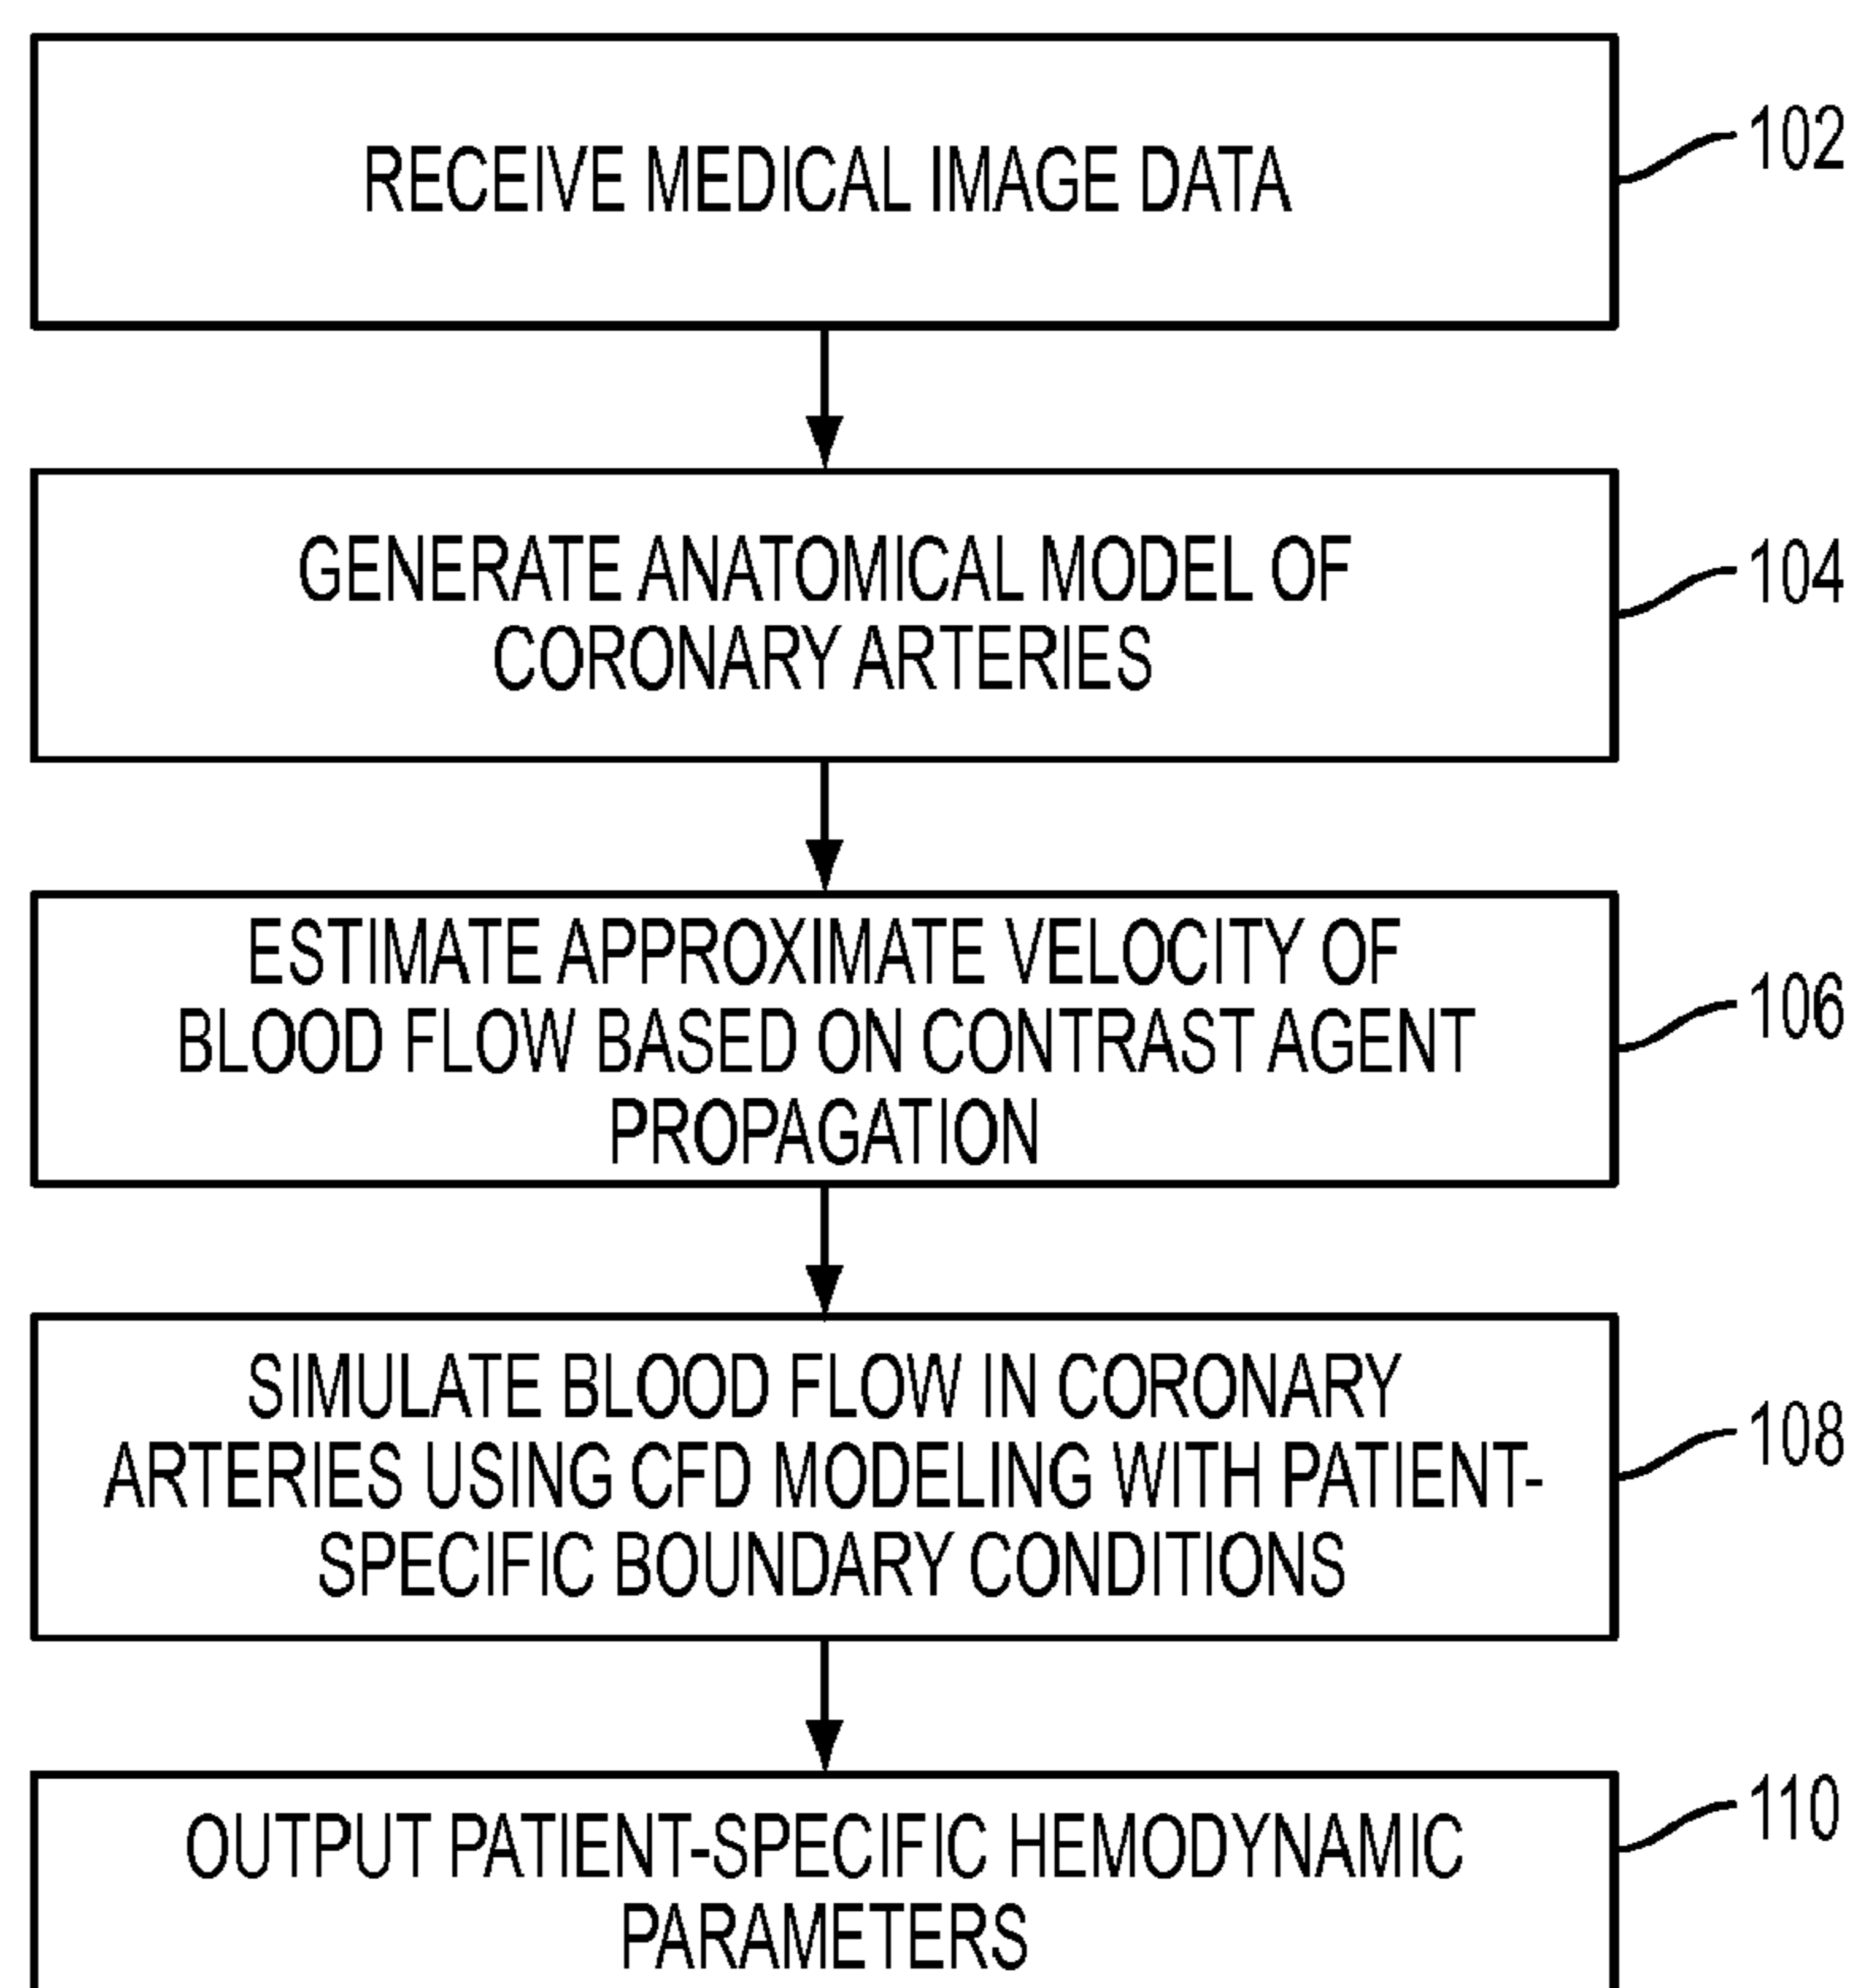 RECEIVE MEDICAL IMAGE DATA
102
GENERATE ANATOMICAL MODEL OF
CORONARY ARTERIES
104
ESTIMATE APPROXIMATE VELOCITY OF
BLOOD FLOW BASED ON CONTRAST AGENT
PROPAGATION
106
SIMULATE BLOOD FLOW IN CORONARY
ARTERIES USING CFD MODELING WITH PATIENT-
SPECIFIC BOUNDARY CONDITIONS
108
OUTPUT PATIENT-SPECIFIC HEMODYNAMIC
PARAMETERS
110